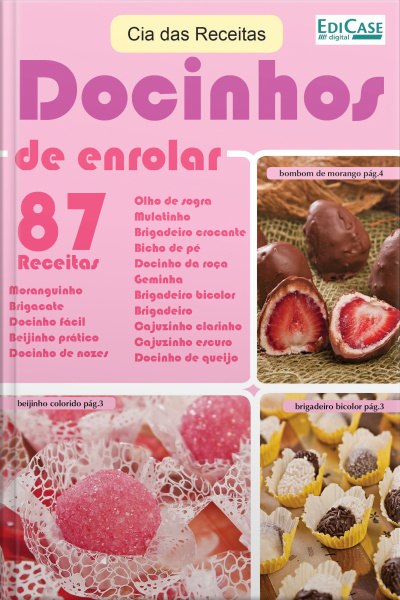 Cia das Receitas
EDICASE
digital
Docinhos
de enrolar
87
Receitas
Moranguinho
Brigacate
Docinho fácil
Beijinho prático
Docinho de nozes
Olho de sogra
Mulatinho
Brigadeiro crocante
Bicho de pé
Docinho da roça
Geminha
Brigadeiro bicolor
Brigadeiro
Cajuzinho clarinho
Cajuzinho escuro
Docinho de queijo
bombom de morango pág.4
beijinho colorido pág.3
brigadeiro bicolor pág.3